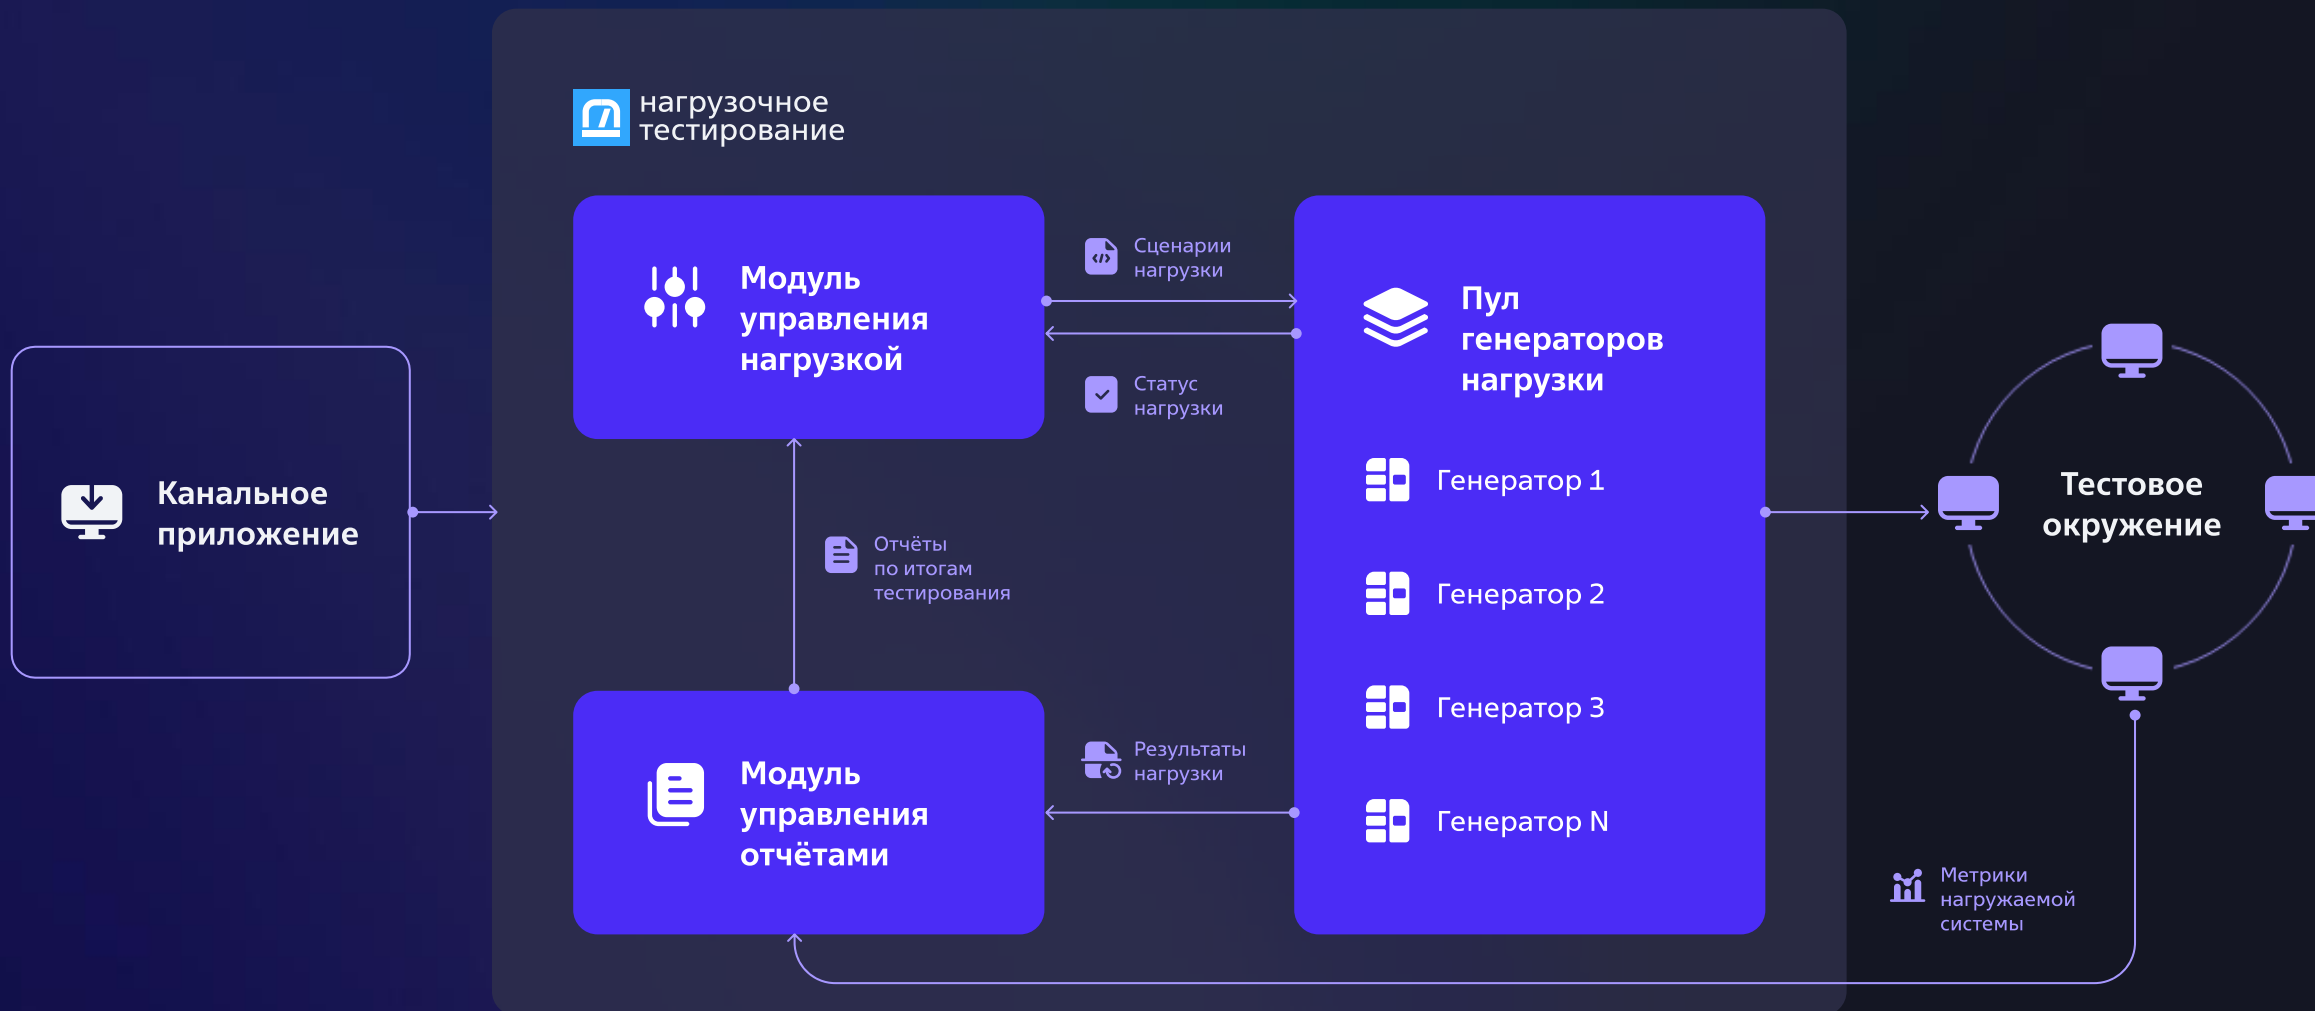 нагрузочное
тестирование
Канальное
приложение
Модуль
управления
нагрузкой
Сценарии
нагрузки
Статус
нагрузки
Отчёты
по итогам
тестирования
Модуль
управления
отчётами
Результаты
нагрузки
Пул
генераторов
нагрузки
Генератор 1
Генератор 2
Генератор 3
Генератор N
Тестовое
окружение
Метрики
нагружаемой
системы